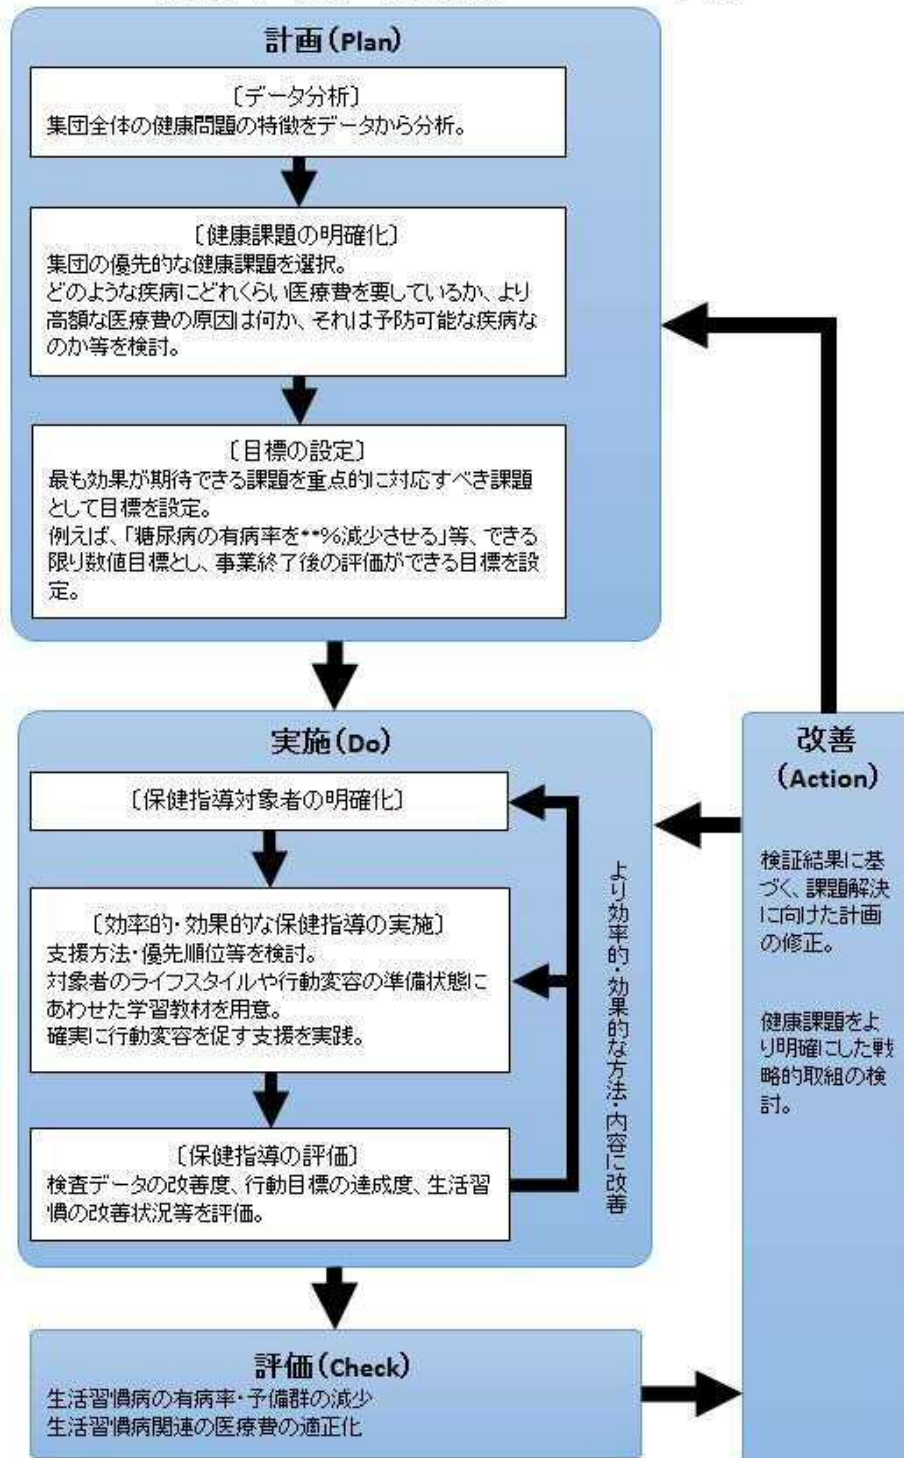 計画(Plan)
〔データ分析〕
集団全体の健康問題の特徴をデータから分析。
〔健康課題の明確化〕
集団の優先的な健康課題を選択。
どのような疾病にどれくらい医療費を要しているか、より
高額な医療費の原因は何か、それは予防可能な疾病な
のか等を検討。
〔目標の設定〕
最も効果が期待できる課題を重点的に対応すべき課題
として目標を設定。
例えば、「糖尿病の有病率を**%減少させる」等、できる
限り数値目標とし、事業終了後の評価ができる目標を設
定。
実施(Do)
〔保健指導対象者の明確化〕
〔効率的・効果的な保健指導の実施〕
支援方法・優先順位等を検討。
対象者のライフスタイルや行動変容の準備状態に
あわせた学習教材を用意。
確実に行動変容を促す支援を実践。
〔保健指導の評価〕
検査データの改善度、行動目標の達成度、生活習
慣の改善状況等を評価。
より効率的・効果的な方法・内容に改善
評価(Check)
生活習慣病の有病率・予備群の減少
生活習慣病関連の医療費の適正化
改善
(Action)
検証結果に基
づく、課題解決
に向けた計画
の修正。
健康課題をよ
り明確にした戦
略的取組の検
討。